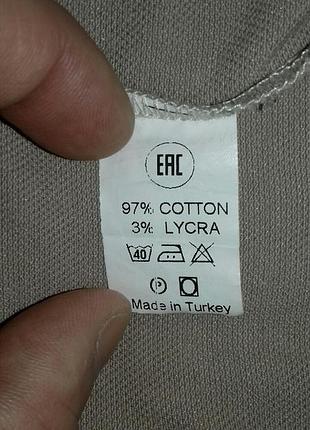 EAC
97% COTTON
3% LYCRA
40
P
Made in Turkey